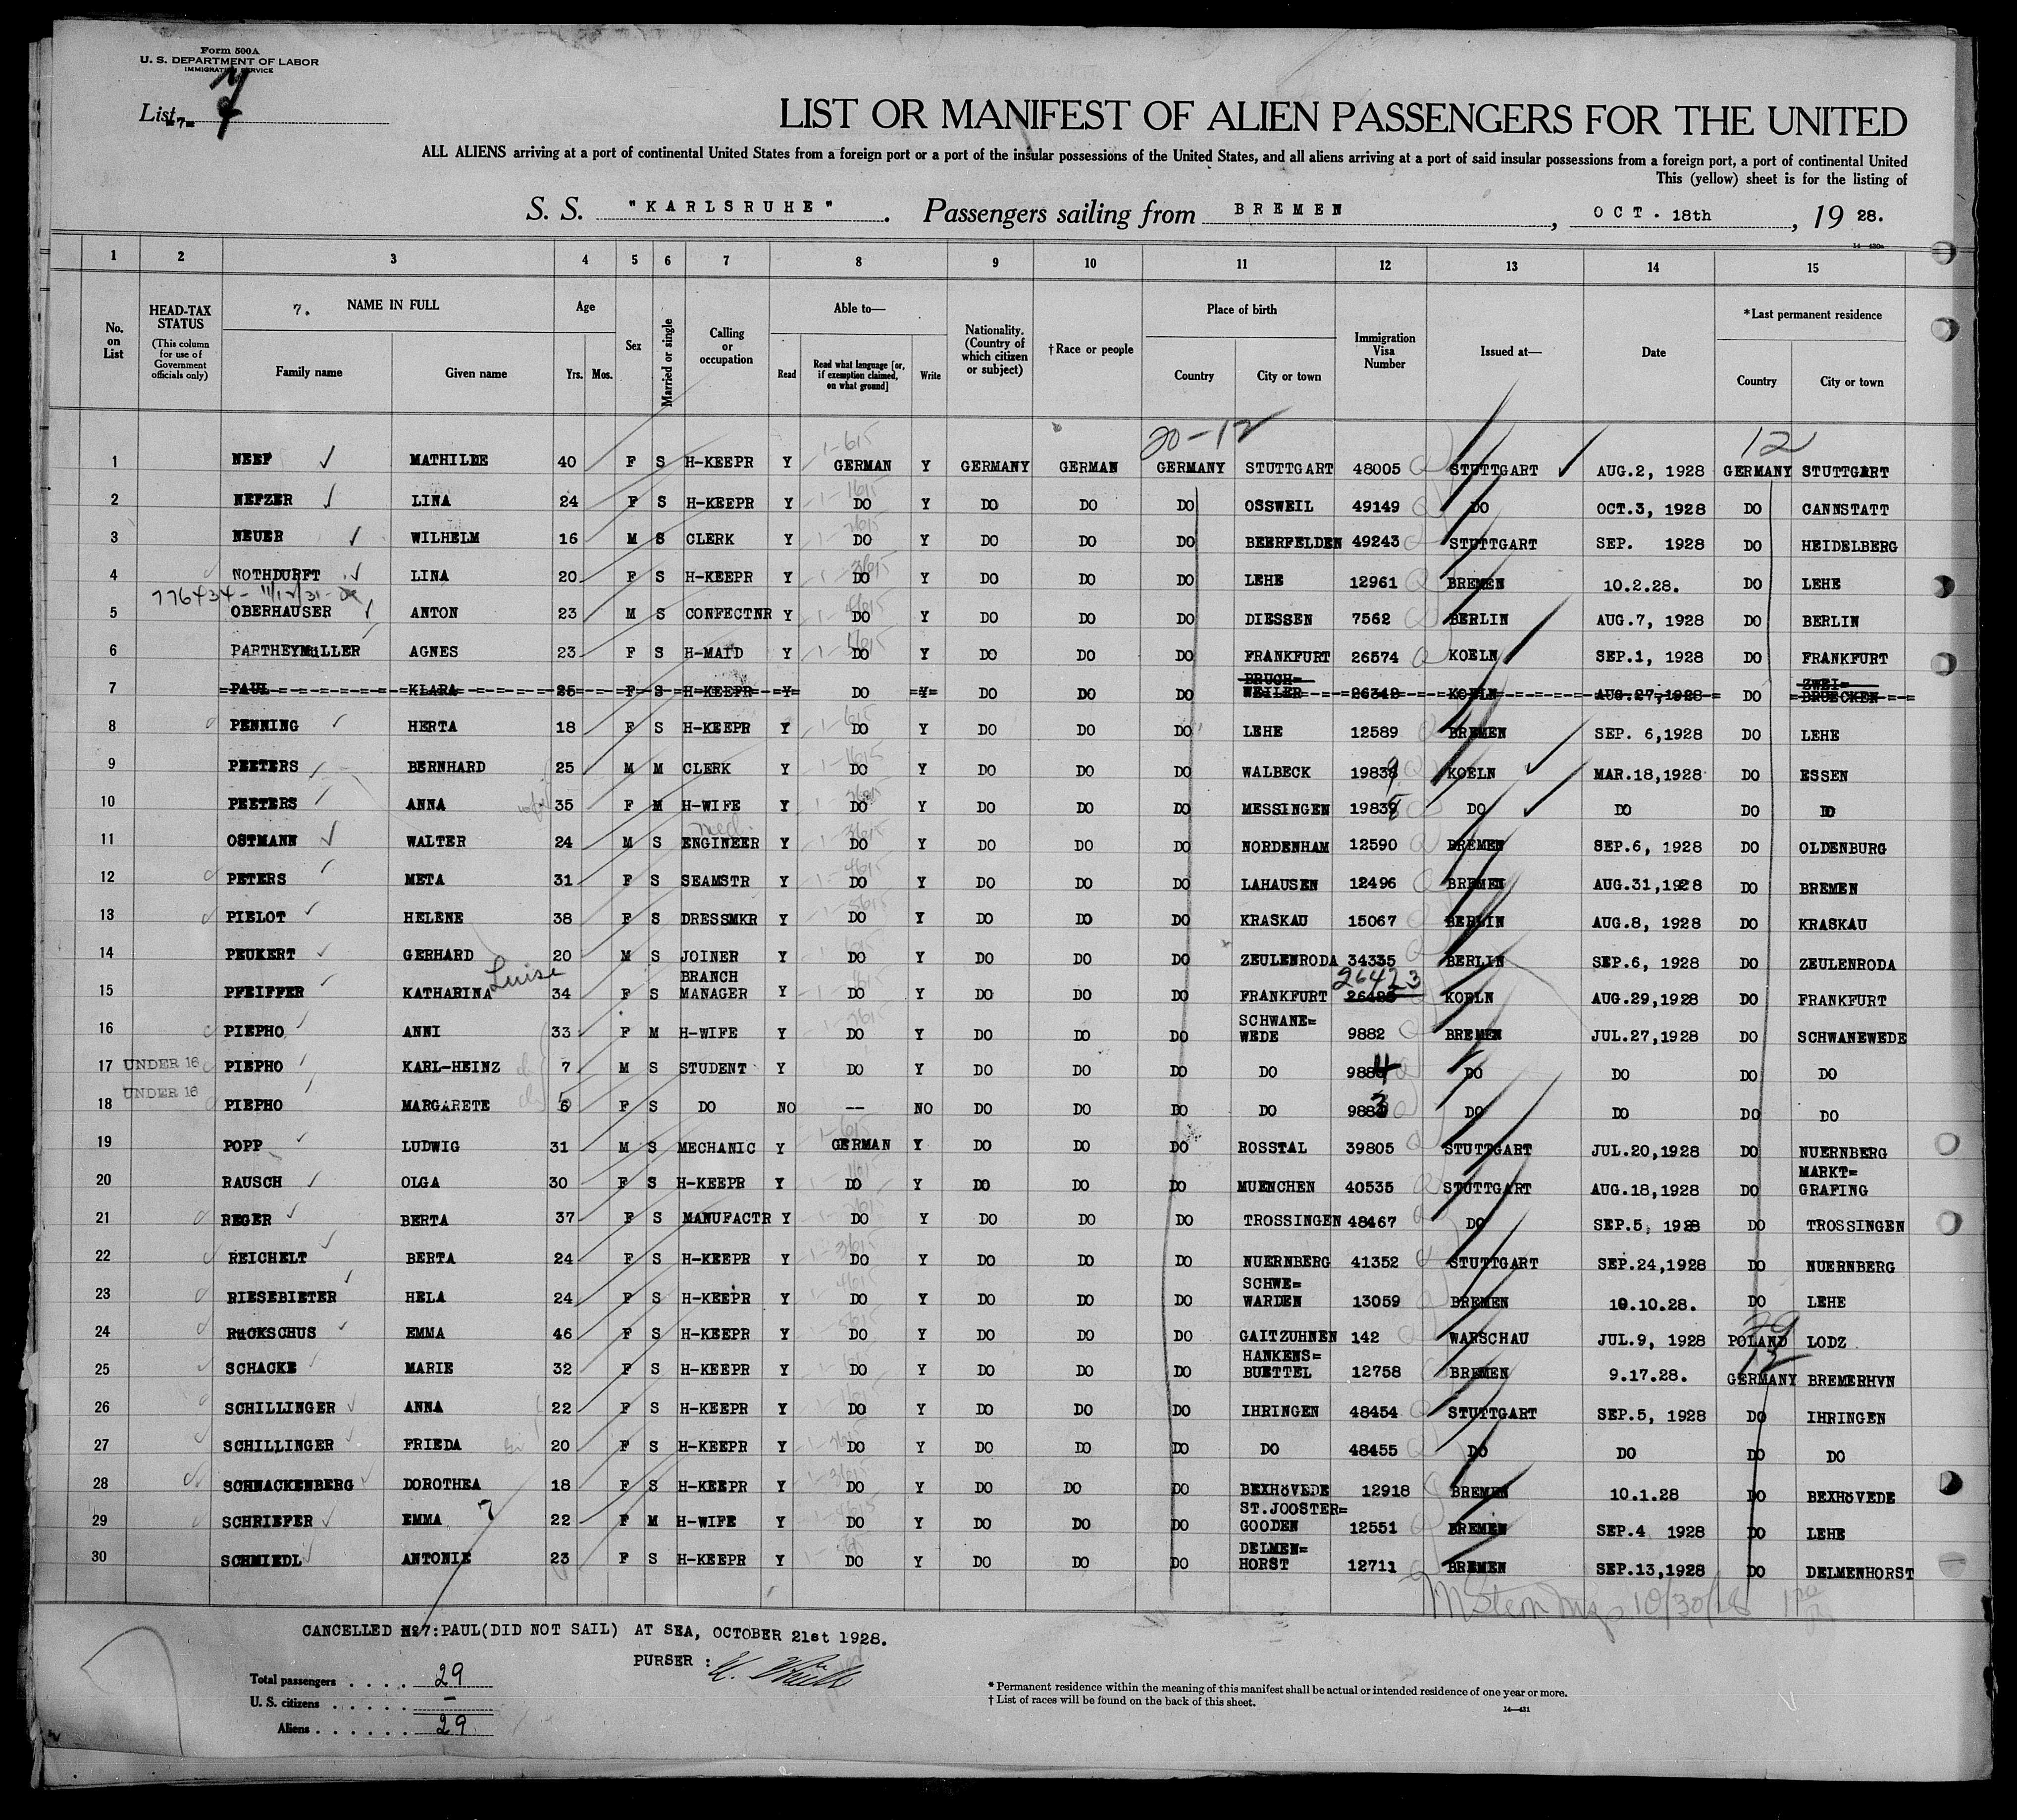 Form 500A
U. S. DEPARTMENT OF LABOR
IMMIGRATION SERVICE
List -7- 7
LIST OR MANIFEST OF ALIEN PASSENGERS FOR THE UNITED
ALL ALIENS arriving at a port of continental United States from a foreign port or a port of the insular possessions of the United States, and all aliens arriving at a port of said insular possessions from a foreign port, a port of continental United
This (yellow) sheet is for the listing of
S. S. "KARLSRUHE". Passengers sailing from BREMEN, OCT. 18th, 19 28.
1 2 3 4 5 6 7 8 9 10 11 12 13 14 15
No. on List HEAD-TAX STATUS (This column for use of Government officials only) 7. NAME IN FULL Family name Given name Age Yrs. Mos. Sex Married or single Calling or occupation Able to— Read Read what language [or, if exemption claimed, on what ground] Write Nationality. (Country of which citizen or subject) †Race or people Place of birth Country City or town Immigration Visa Number Issued at— Date *Last permanent residence Country City or town
20-12 12
1 NEEF MATHILDE 40 F S H-KEEPR Y GERMAN Y GERMANY GERMAN GERMANY STUTTGART 48005 STUTTGART AUG.2, 1928 GERMANY STUTTGART
2 NEFZER LINA 24 F S H-KEEPR Y DO Y DO DO DO OSSWEIL 49149 DO OCT.3, 1928 DO CANNSTATT
3 NEUER WILHELM 16 M S CLERK Y DO Y DO DO DO BEERFELDEN 49243 STUTTGART SEP. 1928 DO HEIDELBERG
4 NOTHDURFT LINA 20 F S H-KEEPR Y DO Y DO DO DO LEHE 12961 BREMEN 10.2.28. DO LEHE
776434 - 11/12/31
5 OBERHAUSER ANTON 23 M S CONFECTNR Y DO Y DO DO DO DIESSEN 7562 BERLIN AUG.7, 1928 DO BERLIN
6 PARTHEYMüLLER AGNES 23 F S H-MAID Y DO Y DO DO DO FRANKFURT 26574 KOELN SEP.1, 1928 DO FRANKFURT
7 PAUL KLARA 25 F S H-KEEPR Y DO Y DO DO DO BRUCH=WEILER 26342 KOELN AUG.27,1928 DO ZWEI=BRUECKEN
8 PENNING HERTA 18 F S H-KEEPR Y DO Y DO DO DO LEHE 12589 BREMEN SEP. 6,1928 DO LEHE
9 PEETERS BERNHARD 25 M M CLERK Y DO Y DO DO DO WALBECK 19839 KOELN MAR.18,1928 DO ESSEN
10 PEETERS ANNA 35 F M H-WIFE Y DO Y DO DO DO MESSINGEN 19838 DO DO DO DO
11 OSTMANN WALTER 24 M S ENGINEER Y DO Y DO DO DO NORDENHAM 12590 BREMEN SEP.6, 1928 DO OLDENBURG
12 PETERS META 31 F S SEAMSTR Y DO Y DO DO DO LAHAUSEN 12496 BREMEN AUG.31,1928 DO BREMEN
13 PIELOT HELENE 38 F S DRESSMKR Y DO Y DO DO DO KRASKAU 15067 BERLIN AUG.8, 1928 DO KRASKAU
14 PEUKERT GERHARD 20 M S JOINER Y DO Y DO DO DO ZEULENRODA 34335 BERLIN SEP.6, 1928 DO ZEULENRODA
15 PFEIFFER KATHARINA Luise 34 F S BRANCH MANAGER Y DO Y DO DO DO FRANKFURT 26423 KOELN AUG.29,1928 DO FRANKFURT
16 PIEPHO ANNI 33 F M H-WIFE Y DO Y DO DO DO SCHWANE=WEDE 9882 BREMEN JUL.27,1928 DO SCHWANEWEDE
17 UNDER 16 PIEPHO KARL-HEINZ 7 M S STUDENT Y DO Y DO DO DO DO 9884 DO DO DO DO
18 UNDER 16 PIEPHO MARGARETE 6 F S DO NO -- NO DO DO DO DO 9883 DO DO DO DO
19 POPP LUDWIG 31 M S MECHANIC Y GERMAN Y DO DO DO ROSSTAL 39805 STUTTGART JUL.20,1928 DO NUERNBERG
20 RAUSCH OLGA 30 F S H-KEEPR Y DO Y DO DO DO MUENCHEN 40535 STUTTGART AUG.18,1928 DO MARKT=GRAFING
21 REGER BERTA 37 F S MANUFACTR Y DO Y DO DO DO TROSSINGEN 48467 DO SEP.5, 1928 DO TROSSINGEN
22 REICHELT BERTA 24 F S H-KEEPR Y DO Y DO DO DO NUERNBERG 41352 STUTTGART SEP.24,1928 DO NUERNBERG
23 RIESEBIETER HELA 24 F S H-KEEPR Y DO Y DO DO DO SCHWE=WARDEN 13059 BREMEN 10.10.28. DO LEHE
24 RüCKSCHUS EMMA 46 F S H-KEEPR Y DO Y DO DO DO GAITZUHNEN 142 WARSCHAU JUL.9, 1928 POLAND LODZ
25 SCHACKE MARIE 32 F S H-KEEPR Y DO Y DO DO DO HANKENS=BUETTEL 12758 BREMEN 9.17.28. GERMANY BREMERHVN
26 SCHILLINGER ANNA 22 F S H-KEEPR Y DO Y DO DO DO IHRINGEN 48454 STUTTGART SEP.5, 1928 DO IHRINGEN
27 SCHILLINGER FRIEDA 20 F S H-KEEPR Y DO Y DO DO DO DO 48455 DO DO DO DO
28 SCHNACKENBERG DOROTHEA 18 F S H-KEEPR Y DO Y DO DO DO BEXHöVEDE 12918 BREMEN 10.1.28 DO BEXHöVEDE
29 SCHRIEFER EMMA 22 F M H-WIFE Y DO Y DO DO DO ST.JOOSTER=GOODEN 12551 BREMEN SEP.4 1928 DO LEHE
30 SCHMIEDL ANTONIE 23 F S H-KEEPR Y DO Y DO DO DO DELMEN=HORST 12711 BREMEN SEP.13,1928 DO DELMENHORST
10/30/28
CANCELLED №7:PAUL(DID NOT SAIL) AT SEA, OCTOBER 21st 1928.
PURSER :
Total passengers . . . . 29
U. S. citizens . . . . . –
Aliens . . . . . . 29
* Permanent residence within the meaning of this manifest shall be actual or intended residence of one year or more.
† List of races will be found on the back of this sheet.
14—431